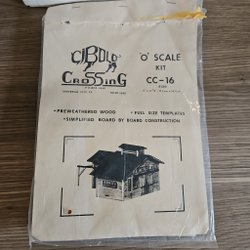 CIBOLO
CROSSING
"O" SCALE
KIT
CC-16
• PREWEATHERED WOOD
• FULL SIZE TEMPLATES
• SIMPLIFIED BOARD BY BOARD CONSTRUCTION